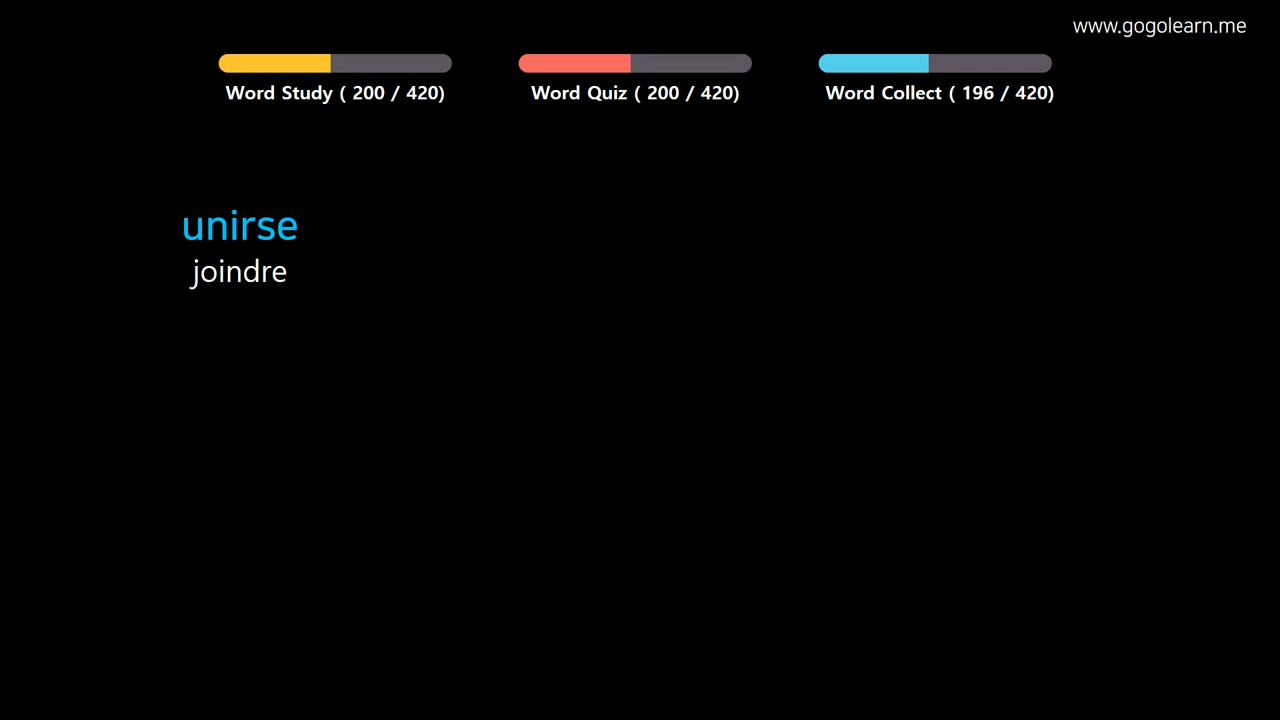 www.gogolearn.me
Word Study ( 200 / 420)
Word Quiz ( 200 / 420)
Word Collect ( 196 / 420)
unirse
joindre